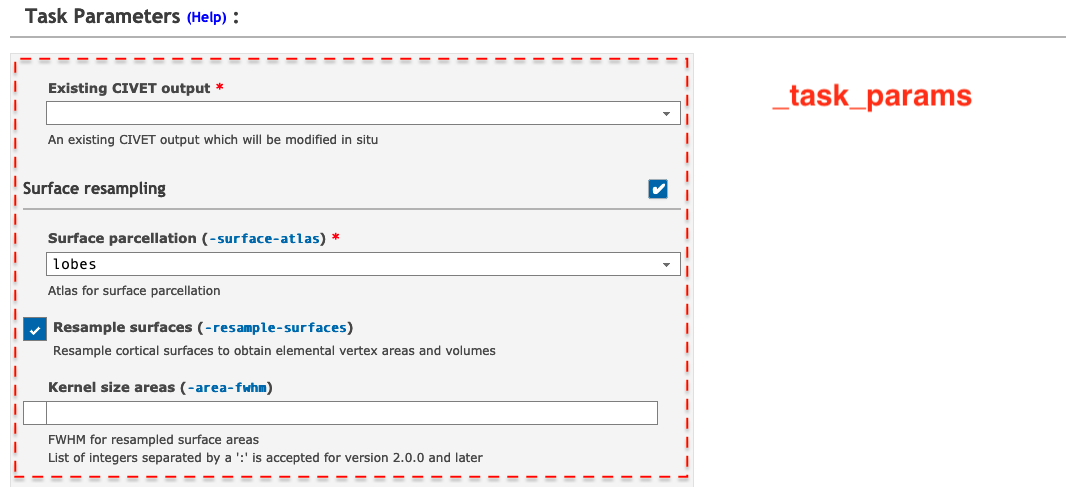 Task Parameters (Help) :
_task_params
Existing CIVET output *
An existing CIVET output which will be modified in situ
Surface resampling
Surface parcellation (-surface-atlas) *
lobes
Atlas for surface parcellation
Resample surfaces (-resample-surfaces)
Resample cortical surfaces to obtain elemental vertex areas and volumes
Kernel size areas (-area-fwhm)
FWHM for resampled surface areas
List of integers separated by a ':' is accepted for version 2.0.0 and later